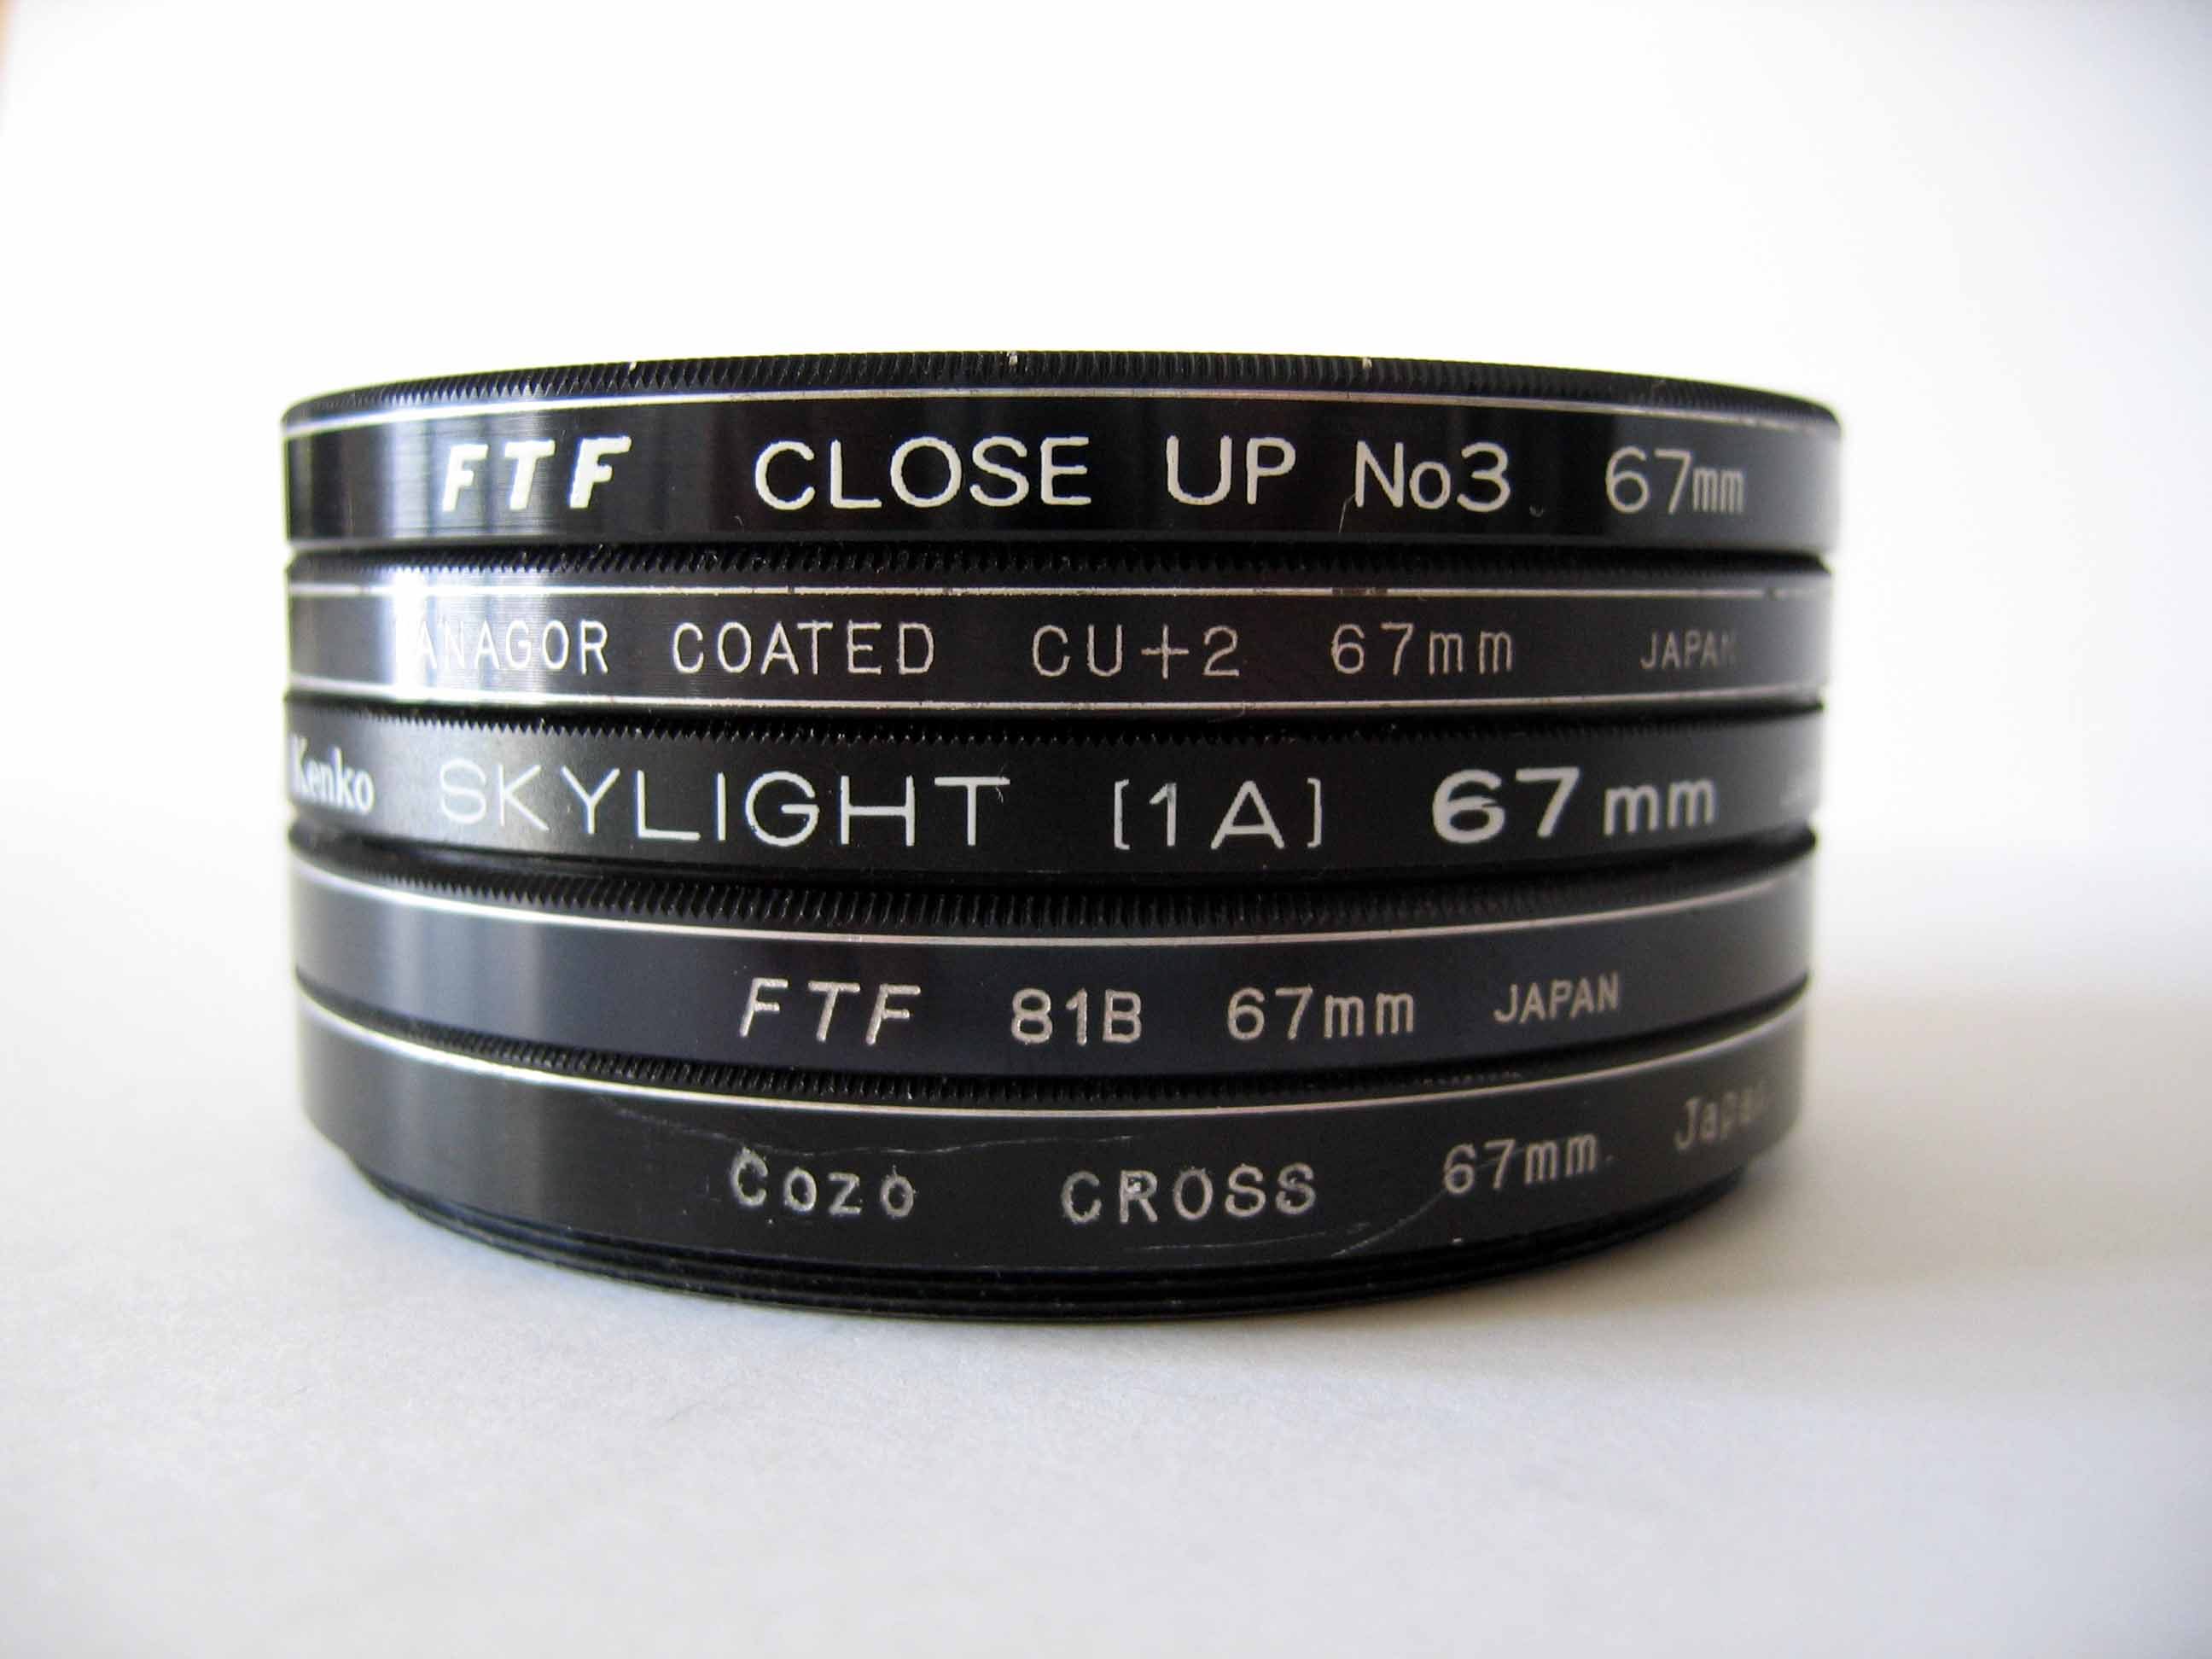 FTF CLOSE UP No3 67mm
ANAGOR COATED CU+2 67mm JAPAN
Kenko SKYLIGHT [1A] 67mm
FTF 81B 67mm JAPAN
Cozo CROSS 67mm Japan